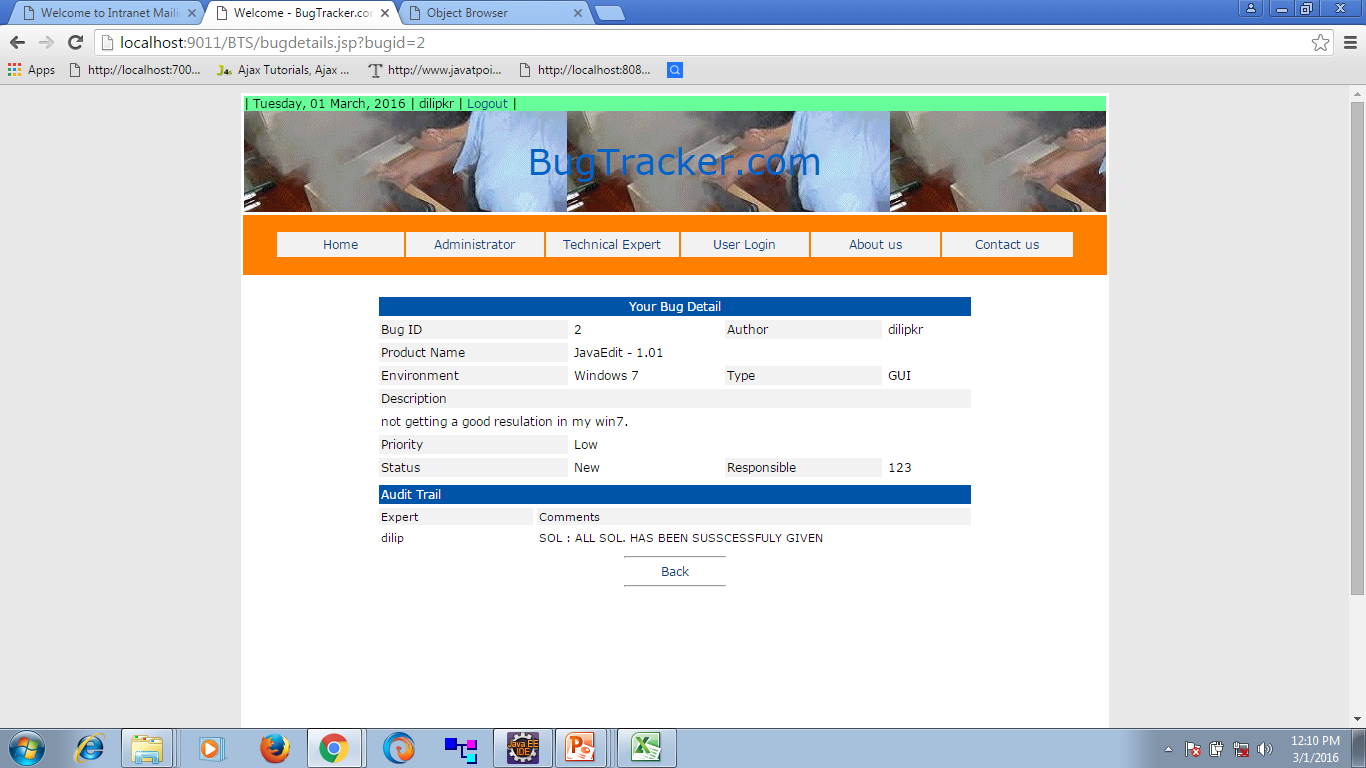 Welcome to Intranet Maili
Welcome - BugTracker.co
Object Browser
localhost:9011/BTS/bugdetails.jsp?bugid=2
Apps http://localhost:700... Ajax Tutorials, Ajax ... http://www.javatpoi... http://localhost:808...
| Tuesday, 01 March, 2016 | dilipkr | Logout |
BugTracker.com
Home Administrator Technical Expert User Login About us Contact us
Your Bug Detail
Bug ID 2 Author dilipkr
Product Name JavaEdit - 1.01
Environment Windows 7 Type GUI
Description
not getting a good resulation in my win7.
Priority Low
Status New Responsible 123
Audit Trail
Expert Comments
dilip SOL : ALL SOL. HAS BEEN SUSSCESSFULY GIVEN
Back
Java EE
IDE
12:10 PM
3/1/2016